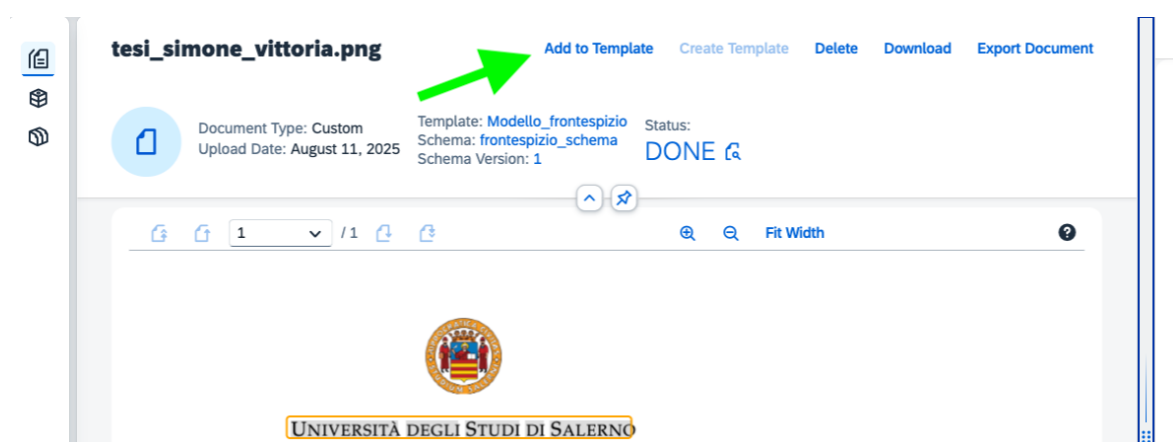 tesi_simone_vittoria.png
Add to Template Create Template Delete Download Export Document
Document Type: Custom
Upload Date: August 11, 2025
Template: Modello_frontespizio
Schema: frontespizio_schema
Schema Version: 1
Status:
DONE
1 / 1 Fit Width
UNIVERSITÀ DEGLI STUDI DI SALERNO